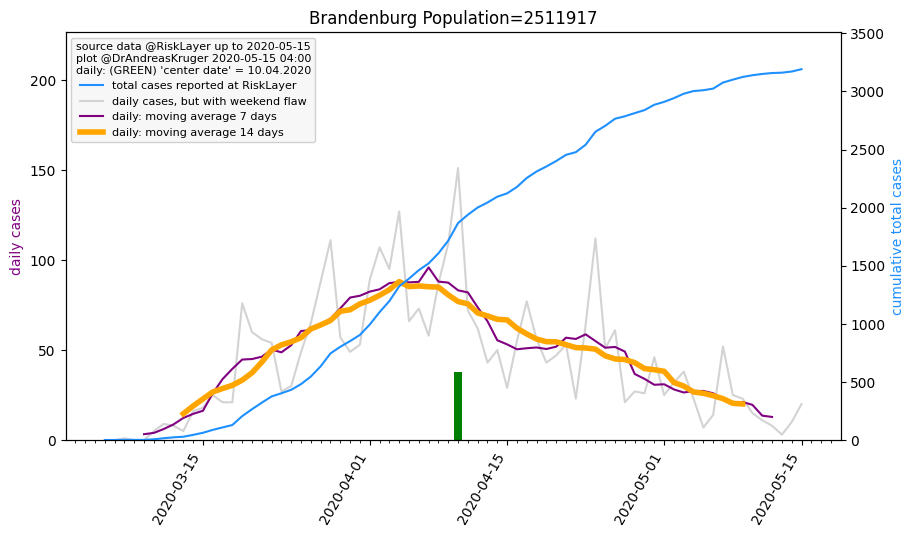 Brandenburg Population=2511917
source data @RiskLayer up to 2020-05-15
plot @DrAndreasKruger 2020-05-15 04:00
daily: (GREEN) 'center date' = 10.04.2020
total cases reported at RiskLayer
daily cases, but with weekend flaw
daily: moving average 7 days
daily: moving average 14 days
daily cases
200
150
100
50
0
cumulative total cases
3500
3000
2500
2000
1500
1000
500
0
2020-03-15
2020-04-01
2020-04-15
2020-05-01
2020-05-15